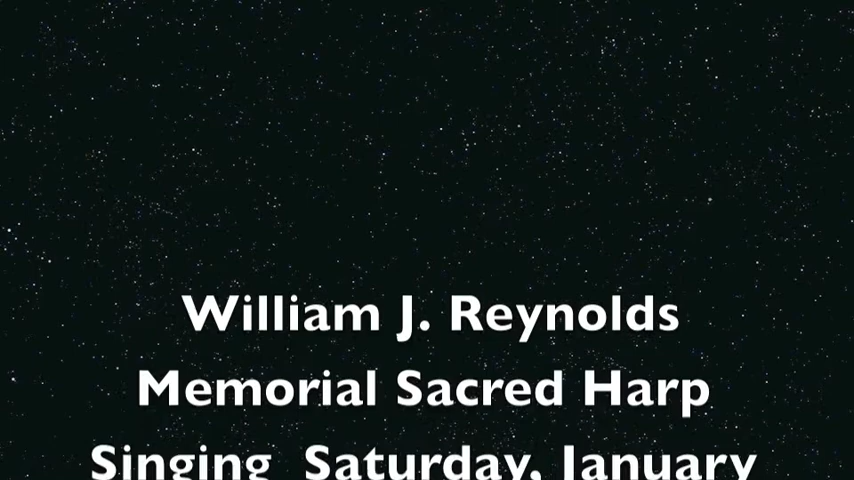 William J. Reynolds
Memorial Sacred Harp
Singing Saturday, January